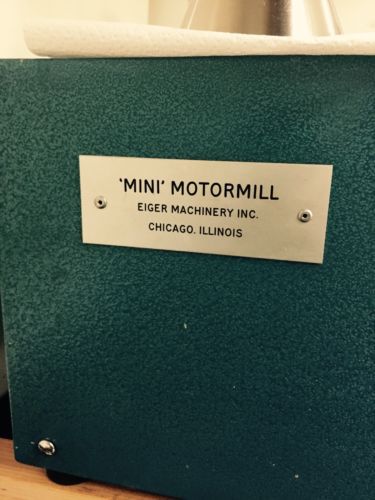 'MINI' MOTORMILL
EIGER MACHINERY INC.
CHICAGO. ILLINOIS